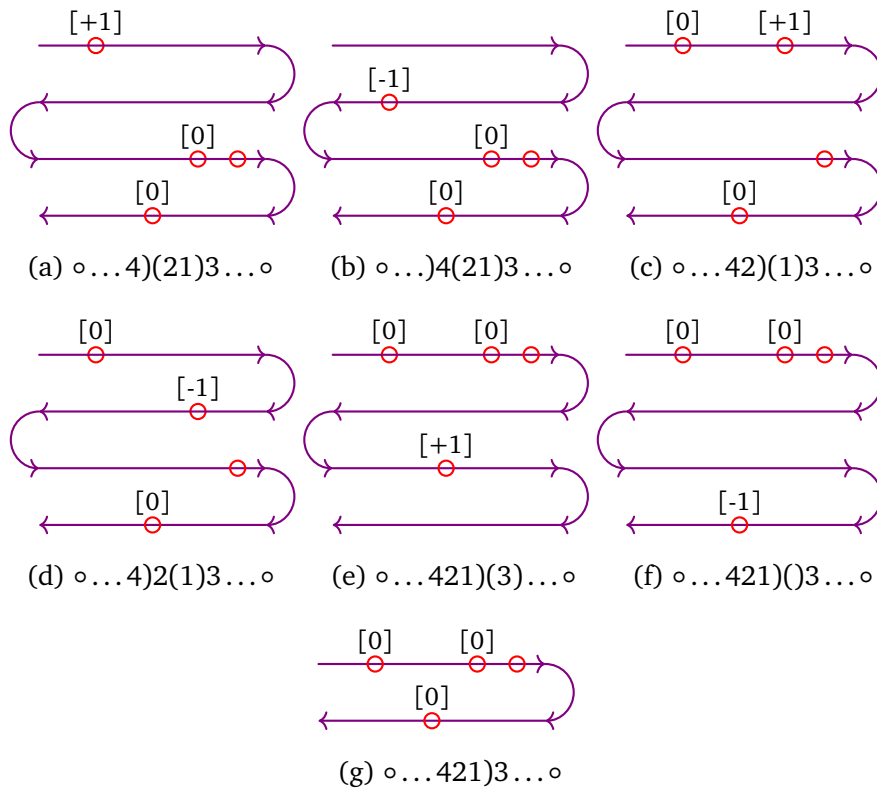 [+1] [0] [+1]
[-1]
[0] [0]
[0] [0] [0]
(a) ∘…4)(21)3…∘ (b) ∘…)4(21)3…∘ (c) ∘…42)(1)3…∘
[0] [0] [0] [0] [0]
[-1]
[+1]
[0] [-1]
(d) ∘…4)2(1)3…∘ (e) ∘…421)(3)…∘ (f) ∘…421)()3…∘
[0] [0]
[0]
(g) ∘…421)3…∘